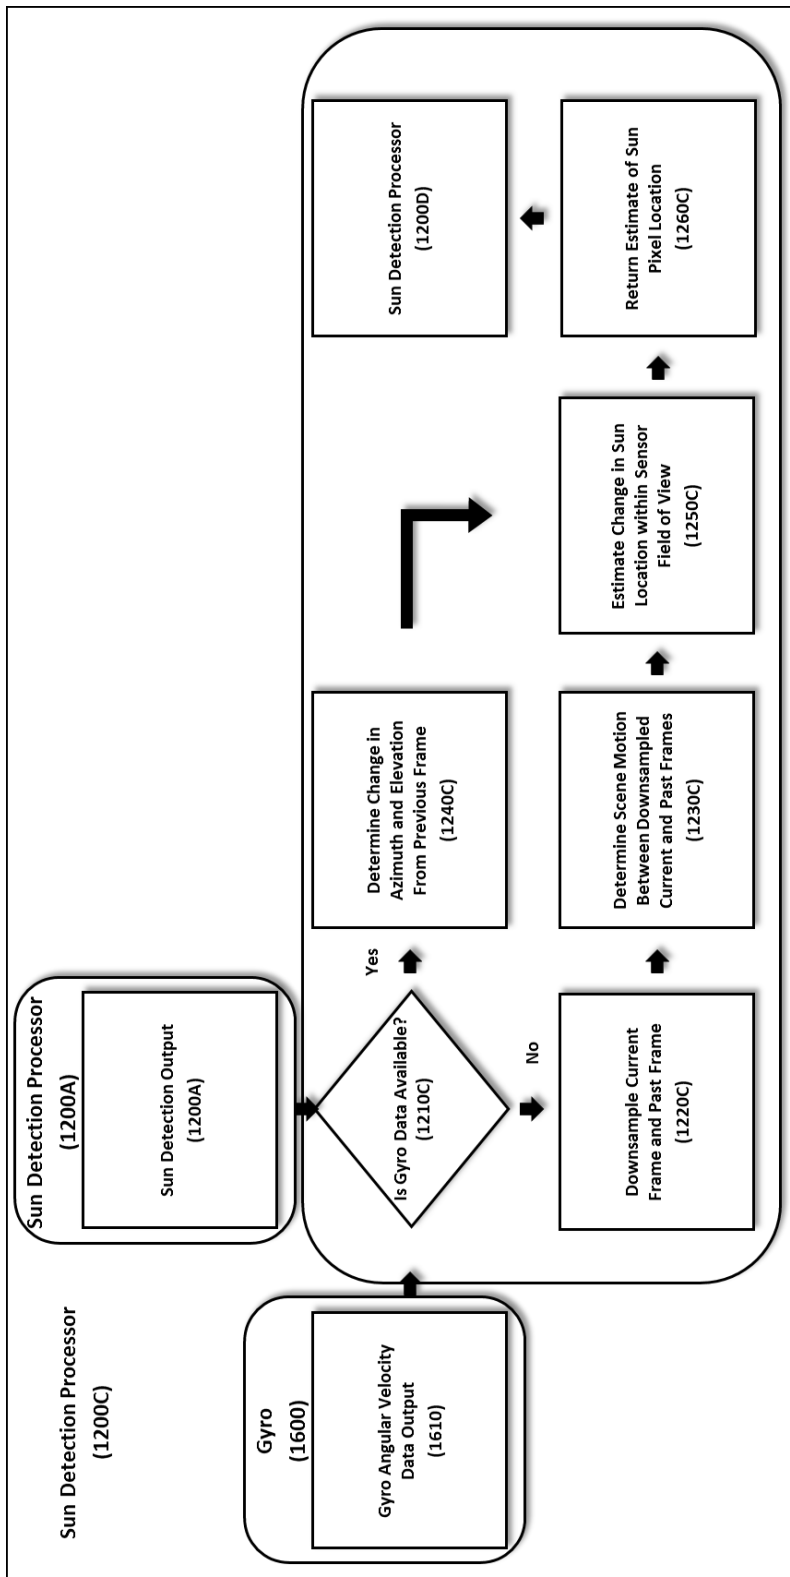 Sun Detection Processor
(1200C)
Sun Detection Processor
(1200A)
Sun Detection Output
(1200A)
Gyro
(1600)
Gyro Angular Velocity
Data Output
(1610)
Is Gyro Data Available?
(1210C)
Yes
No
Determine Change in
Azimuth and Elevation
From Previous Frame
(1240C)
Downsample Current
Frame and Past Frame
(1220C)
Determine Scene Motion
Between Downsampled
Current and Past Frames
(1230C)
Estimate Change in Sun
Location within Sensor
Field of View
(1250C)
Return Estimate of Sun
Pixel Location
(1260C)
Sun Detection Processor
(1200D)